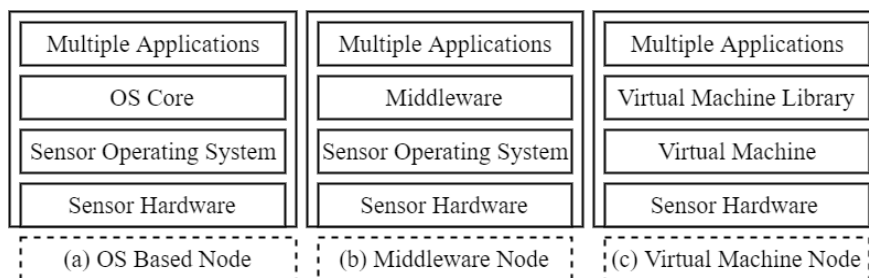 Multiple Applications
OS Core
Sensor Operating System
Sensor Hardware
(a) OS Based Node
Multiple Applications
Middleware
Sensor Operating System
Sensor Hardware
(b) Middleware Node
Multiple Applications
Virtual Machine Library
Virtual Machine
Sensor Hardware
(c) Virtual Machine Node